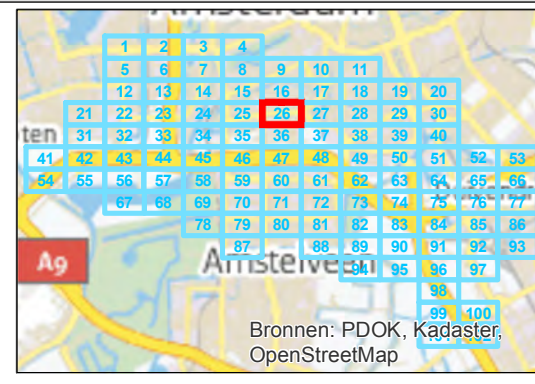 Amsterdam
1 2 3 4
5 6 7 8 9 10 11
12 13 14 15 16 17 18 19 20
21 22 23 24 25 26 27 28 29 30
ten 31 32 33 34 35 36 37 38 39 40
41 42 43 44 45 46 47 48 49 50 51 52 53
54 55 56 57 58 59 60 61 62 63 64 65 66
67 68 69 70 71 72 73 74 75 76 77
78 79 80 81 82 83 84 85 86
87 88 89 90 91 92 93
A9 Amstelveen 94 95 96 97
98
99 100
Bronnen: PDOK, Kadaster,
OpenStreetMap